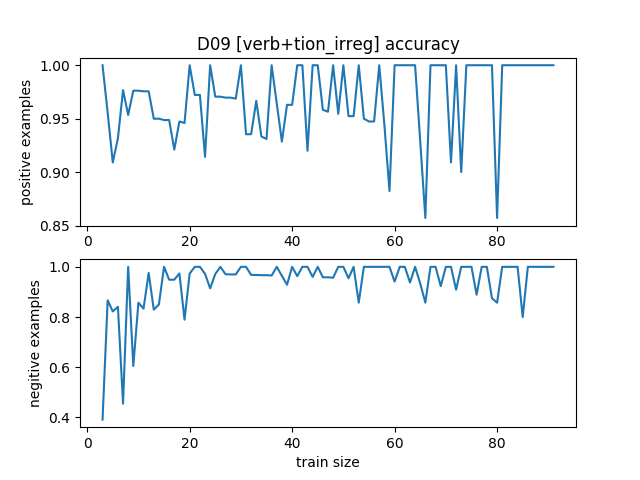 D09 [verb+tion_irreg] accuracy
1.00
0.95
0.90
0.85
positive examples
0 20 40 60 80
1.0
0.8
0.6
0.4
negitive examples
0 20 40 60 80
train size